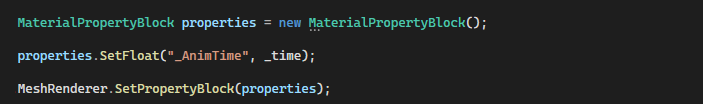 MaterialPropertyBlock properties = new MaterialPropertyBlock();
properties.SetFloat("_AnimTime", _time);
MeshRenderer.SetPropertyBlock(properties);